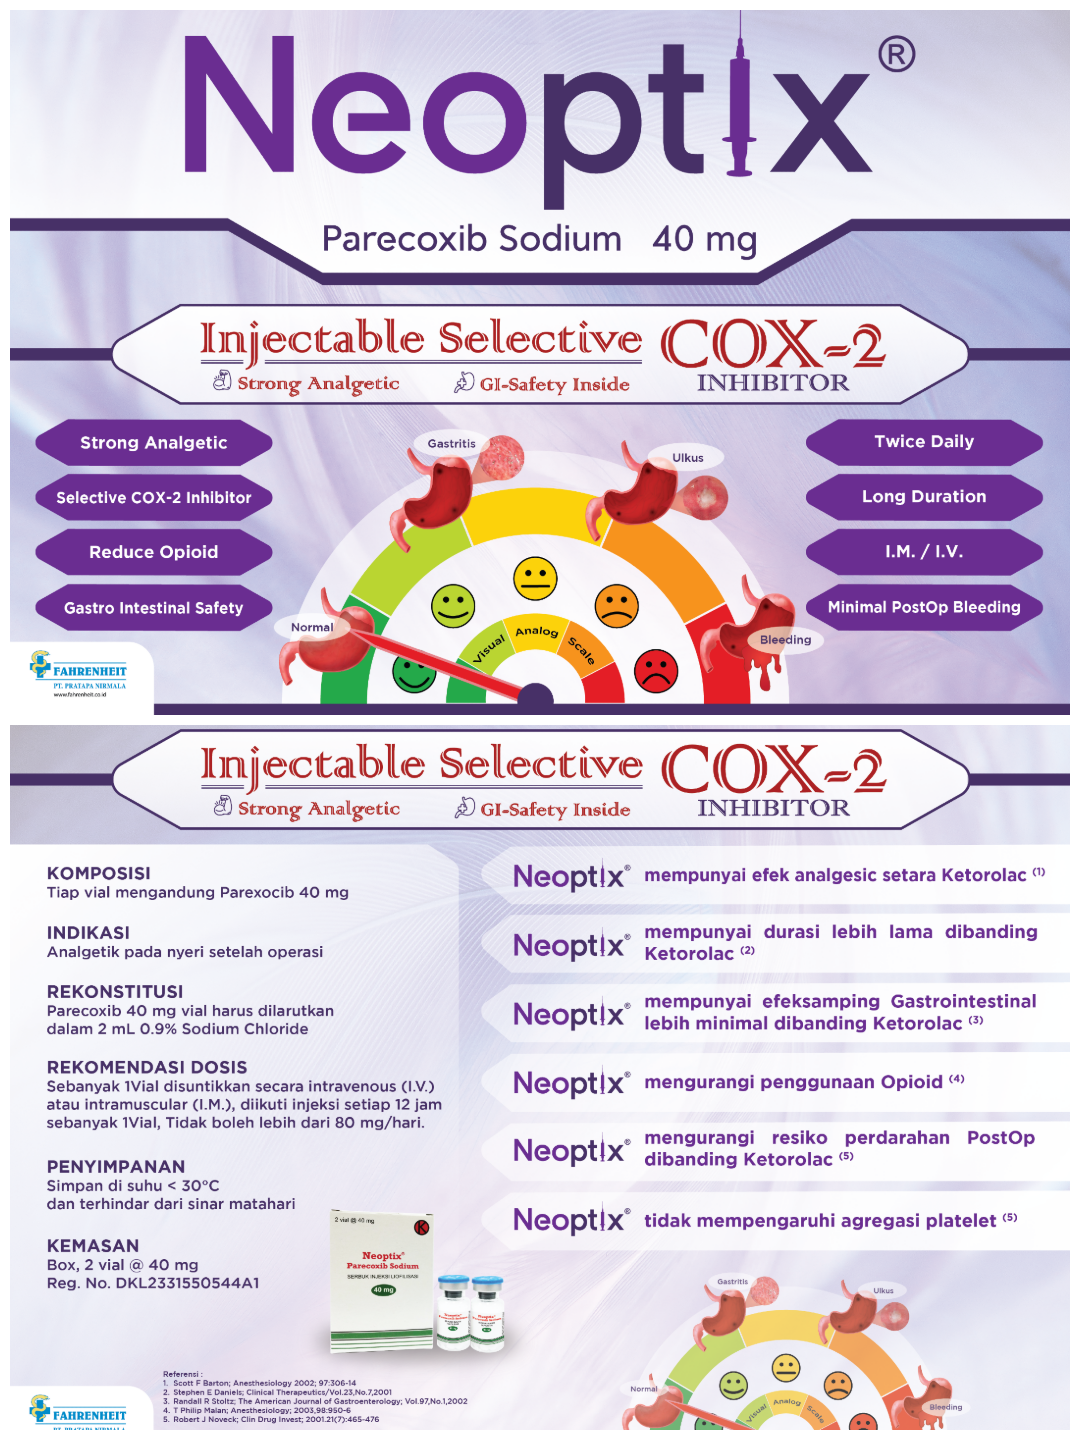 Neoptix®
Parecoxib Sodium 40 mg
Injectable Selective COX-2
INHIBITOR
Strong Analgetic
GI-Safety Inside
Strong Analgetic
Selective COX-2 Inhibitor
Reduce Opioid
Gastro Intestinal Safety
Gastritis
Ulkus
Normal
Bleeding
Visual Analog Scale
Twice Daily
Long Duration
I.M. / I.V.
Minimal PostOp Bleeding
FAHRENHEIT
PT. PRATAPA NIRMALA
www.fahrenheit.co.id
Injectable Selective COX-2
INHIBITOR
Strong Analgetic
GI-Safety Inside
KOMPOSISI
Tiap vial mengandung Parexocib 40 mg
INDIKASI
Analgetik pada nyeri setelah operasi
REKONSTITUSI
Parecoxib 40 mg vial harus dilarutkan
dalam 2 mL 0.9% Sodium Chloride
REKOMENDASI DOSIS
Sebanyak 1Vial disuntikkan secara intravenous (I.V.)
atau intramuscular (I.M.), diikuti injeksi setiap 12 jam
sebanyak 1Vial, Tidak boleh lebih dari 80 mg/hari.
PENYIMPANAN
Simpan di suhu < 30°C
dan terhindar dari sinar matahari
KEMASAN
Box, 2 vial @ 40 mg
Reg. No. DKL2331550544A1
Neoptix® mempunyai efek analgesic setara Ketorolac (1)
Neoptix® mempunyai durasi lebih lama dibanding
Ketorolac (2)
Neoptix® mempunyai efeksamping Gastrointestinal
lebih minimal dibanding Ketorolac (3)
Neoptix® mengurangi penggunaan Opioid (4)
Neoptix® mengurangi resiko perdarahan PostOp
dibanding Ketorolac (5)
Neoptix® tidak mempengaruhi agregasi platelet (5)
2 vial @ 40 mg
K
Neoptix®
Parecoxib Sodium
SERBUK INJEKSI LIOFILISASI
40 mg
Gastritis
Ulkus
Normal
Bleeding
Visual Analog Scale
Referensi :
1. Scott F Barton; Anesthesiology 2002; 97:306-14
2. Stephen E Daniels; Clinical Therapeutics/Vol.23,No.7,2001
3. Randall R Stoltz; The American Journal of Gastroenterology; Vol.97,No.1,2002
4. T Philip Malan; Anesthesiology; 2003,98:950-6
5. Robert J Noveck; Clin Drug Invest; 2001.21(7):465-476
FAHRENHEIT
PT. PRATAPA NIRMALA